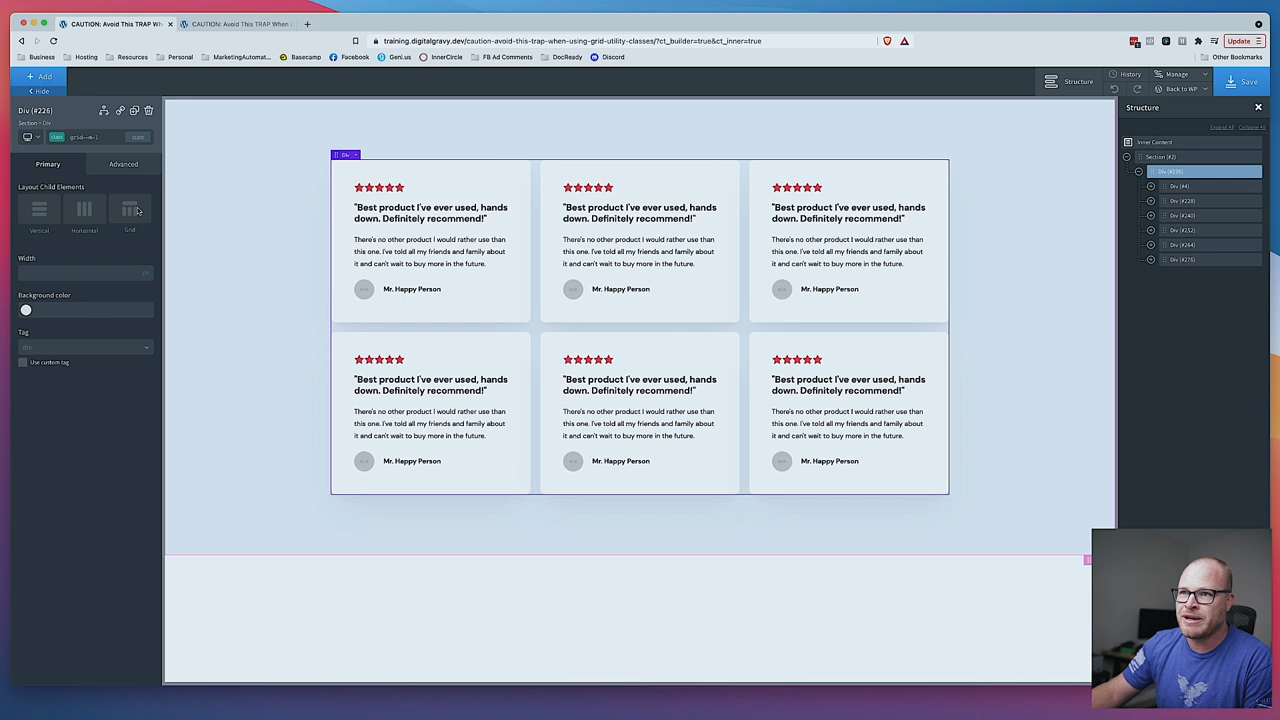 CAUTION: Avoid This TRAP Wh
CAUTION: Avoid This TRAP When U
training.digitalgravy.dev/caution-avoid-this-trap-when-using-grid-utility-classes/?ct_builder=true&ct_inner=true
Update
Business
Hosting
Resources
Personal
MarketingAutomat...
Basecamp
Facebook
Geni.us
InnerCircle
FB Ad Comments
DocReady
Discord
Other Bookmarks
Add
Hide
Structure
History
Manage
Back to WP
Save
Div (#226)
Section > Div
class
grid--m-1
state
Primary
Advanced
Layout Child Elements
Vertical
Horizontal
Grid
Width
px
Background color
Tag
div
Use custom tag
Div
"Best product I've ever used, hands
down. Definitely recommend!"
There's no other product I would rather use than
this one. I've told all my friends and family about
it and can't wait to buy more in the future.
Mr. Happy Person
"Best product I've ever used, hands
down. Definitely recommend!"
There's no other product I would rather use than
this one. I've told all my friends and family about
it and can't wait to buy more in the future.
Mr. Happy Person
"Best product I've ever used, hands
down. Definitely recommend!"
There's no other product I would rather use than
this one. I've told all my friends and family about
it and can't wait to buy more in the future.
Mr. Happy Person
"Best product I've ever used, hands
down. Definitely recommend!"
There's no other product I would rather use than
this one. I've told all my friends and family about
it and can't wait to buy more in the future.
Mr. Happy Person
"Best product I've ever used, hands
down. Definitely recommend!"
There's no other product I would rather use than
this one. I've told all my friends and family about
it and can't wait to buy more in the future.
Mr. Happy Person
"Best product I've ever used, hands
down. Definitely recommend!"
There's no other product I would rather use than
this one. I've told all my friends and family about
it and can't wait to buy more in the future.
Mr. Happy Person
Structure
Expand All
Collapse All
Inner Content
Section (#2)
Div (#226)
Div (#4)
Div (#228)
Div (#240)
Div (#252)
Div (#264)
Div (#276)